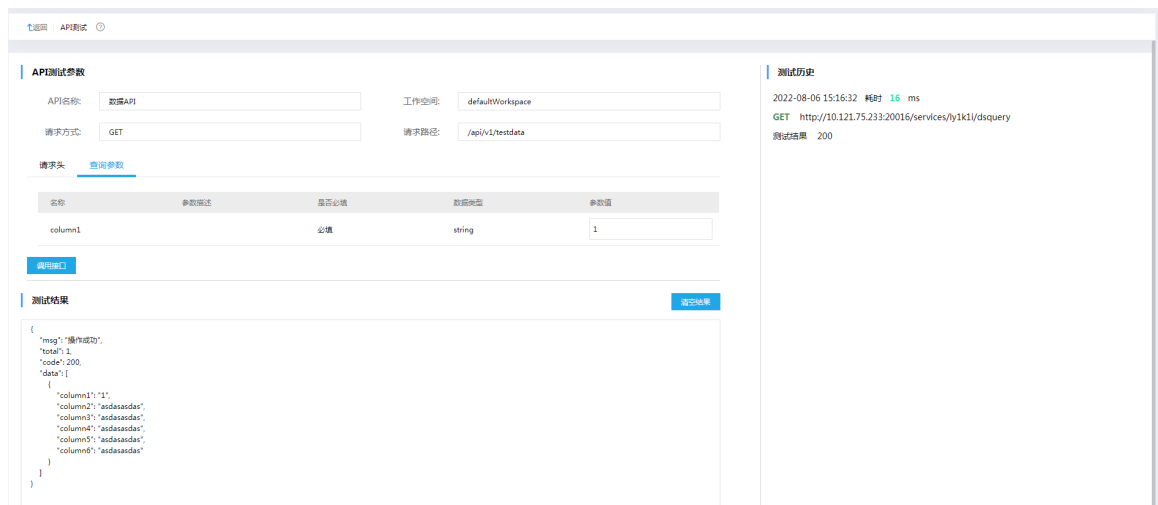 返回 API测试 ?
API测试参数
API名称: 数据API 工作空间: defaultWorkspace
请求方式: GET 请求路径: /api/v1/testdata
请求头 查询参数
名称 参数描述 是否必填 数据类型 参数值
column1 必填 string 1
调用接口
测试结果 清空结果
{
"msg": "操作成功",
"total": 1,
"code": 200,
"data": [
{
"column1": "1",
"column2": "asdasasdas",
"column3": "asdasasdas",
"column4": "asdasasdas",
"column5": "asdasasdas",
"column6": "asdasasdas"
}
]
}
测试历史
2022-08-06 15:16:32 耗时 16 ms
GET http://10.121.75.233:20016/services/ly1k1i/dsquery
测试结果 200